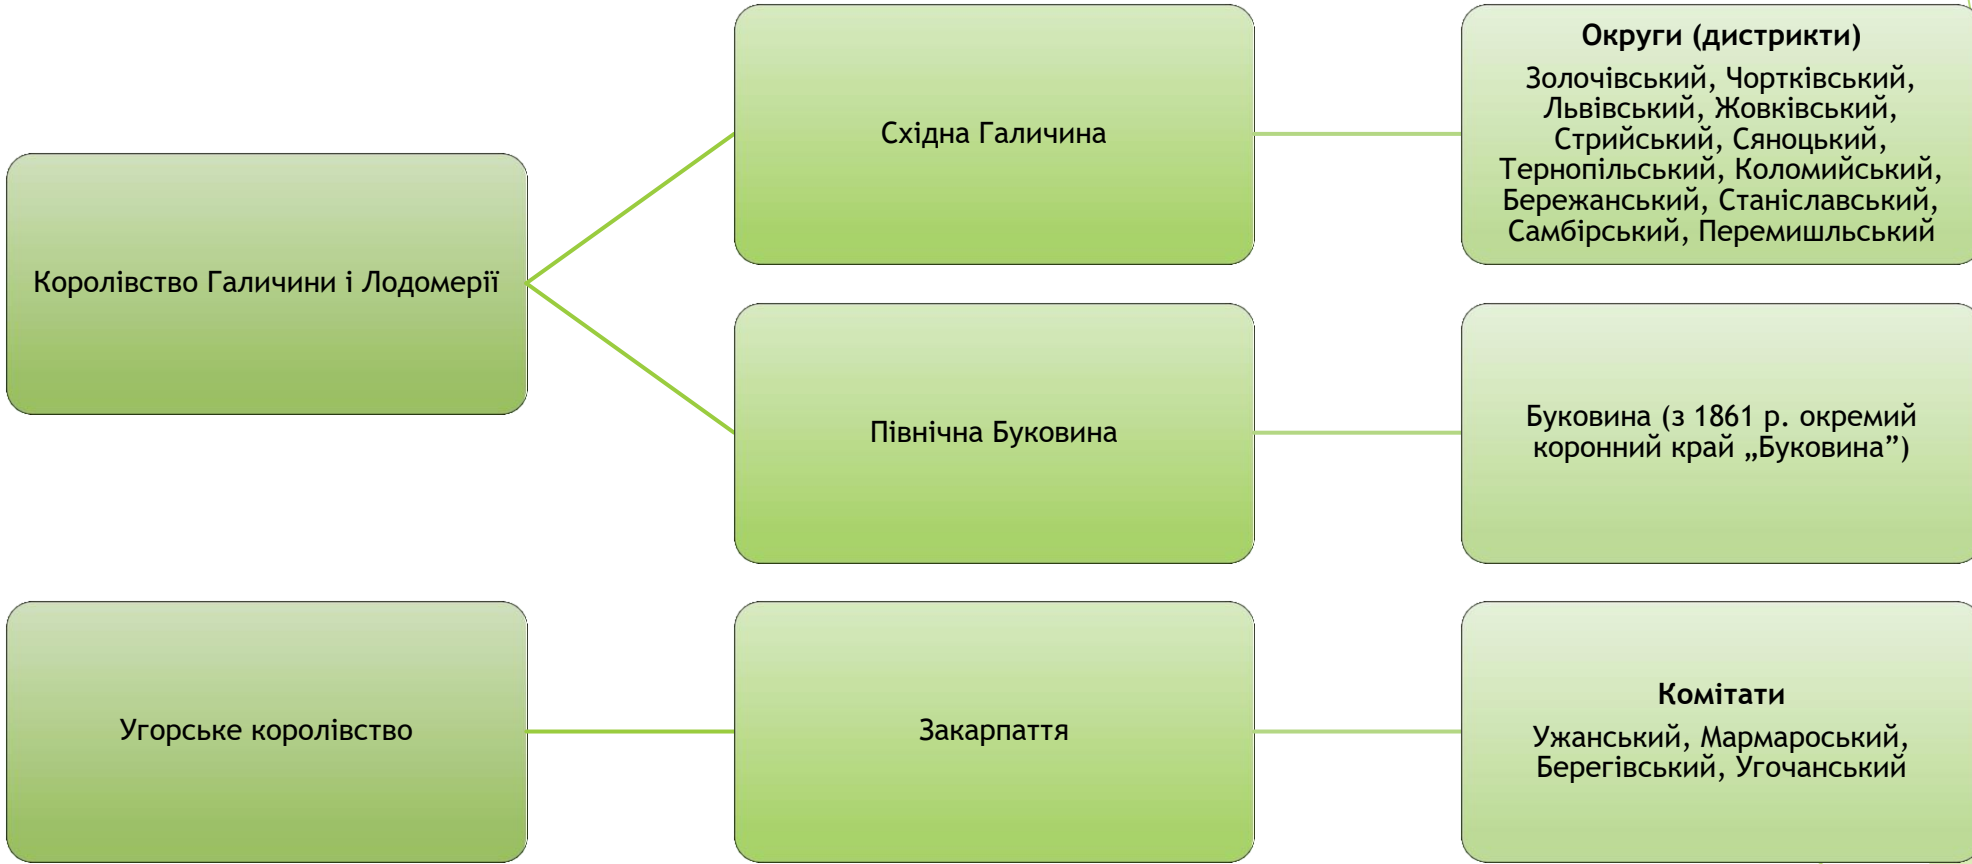 Королівство Галичини і Лодомерії
Східна Галичина
Округи (дистрикти)
Золочівський, Чортківський,
Львівський, Жовківський,
Стрийський, Сяноцький,
Тернопільський, Коломийський,
Бережанський, Станіславський,
Самбірський, Перемишльський
Північна Буковина
Буковина (з 1861 р. окремий
коронний край „Буковина”)
Угорське королівство
Закарпаття
Комітати
Ужанський, Мармароський,
Берегівський, Угочанський